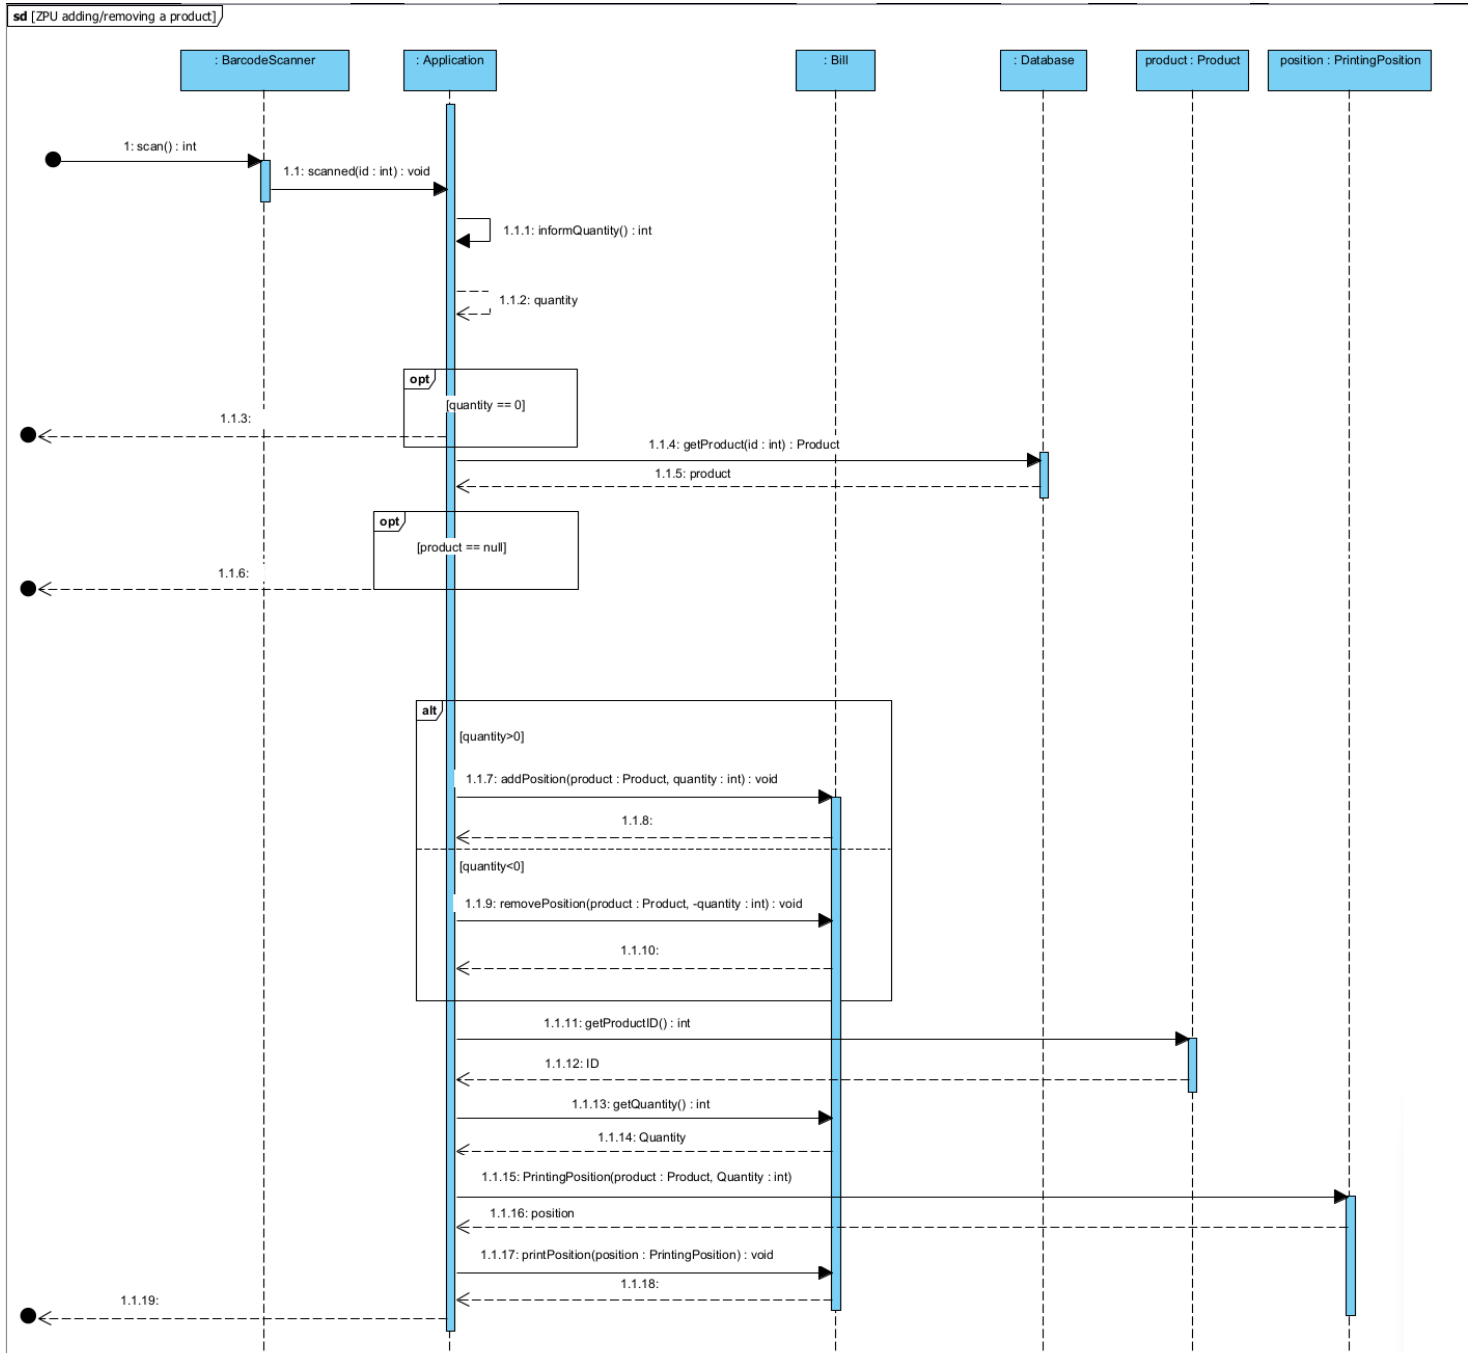 sd [ZPU adding/removing a product]
: BarcodeScanner
: Application
: Bill
: Database
product : Product
position : PrintingPosition
1: scan() : int
1.1: scanned(id : int) : void
1.1.1: informQuantity() : int
1.1.2: quantity
opt
[quantity == 0]
1.1.3:
1.1.4: getProduct(id : int) : Product
1.1.5: product
opt
[product == null]
1.1.6:
alt
[quantity>0]
1.1.7: addPosition(product : Product, quantity : int) : void
1.1.8:
[quantity<0]
1.1.9: removePosition(product : Product, -quantity : int) : void
1.1.10:
1.1.11: getProductID() : int
1.1.12: ID
1.1.13: getQuantity() : int
1.1.14: Quantity
1.1.15: PrintingPosition(product : Product, Quantity : int)
1.1.16: position
1.1.17: printPosition(position : PrintingPosition) : void
1.1.18:
1.1.19: